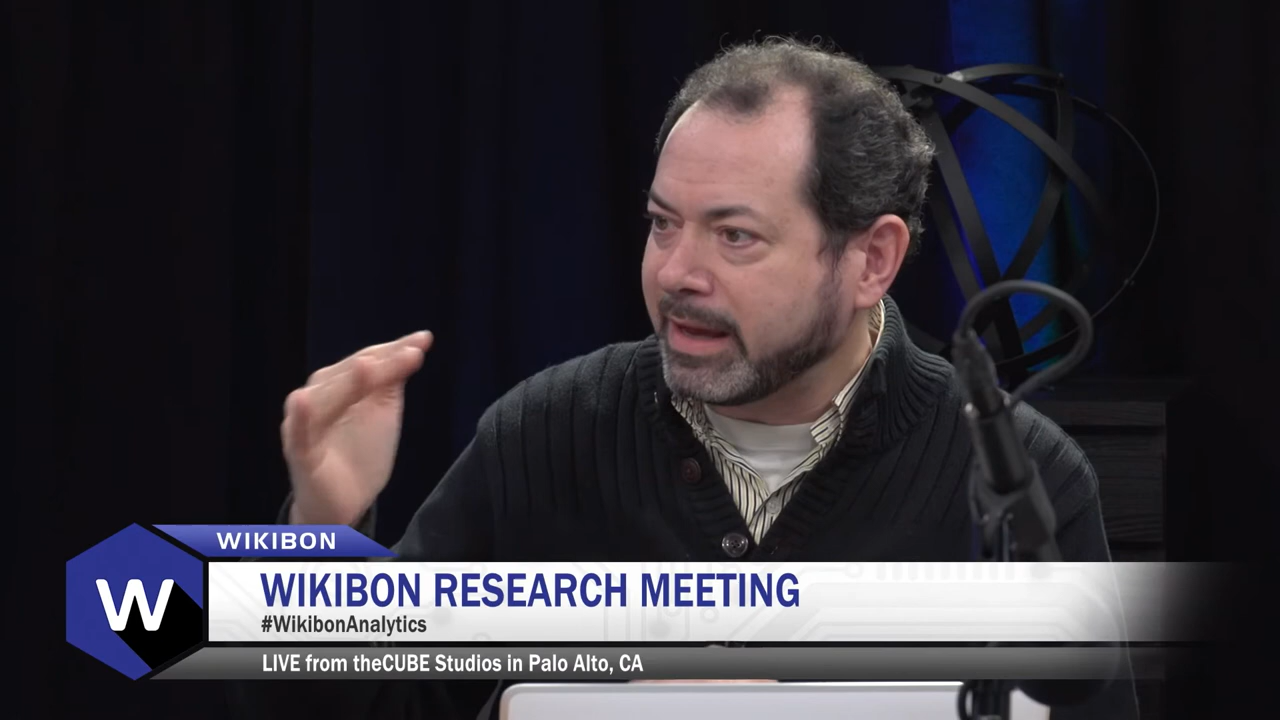 WIKIBON
W
WIKIBON RESEARCH MEETING
#WikibonAnalytics
LIVE from theCUBE Studios in Palo Alto, CA